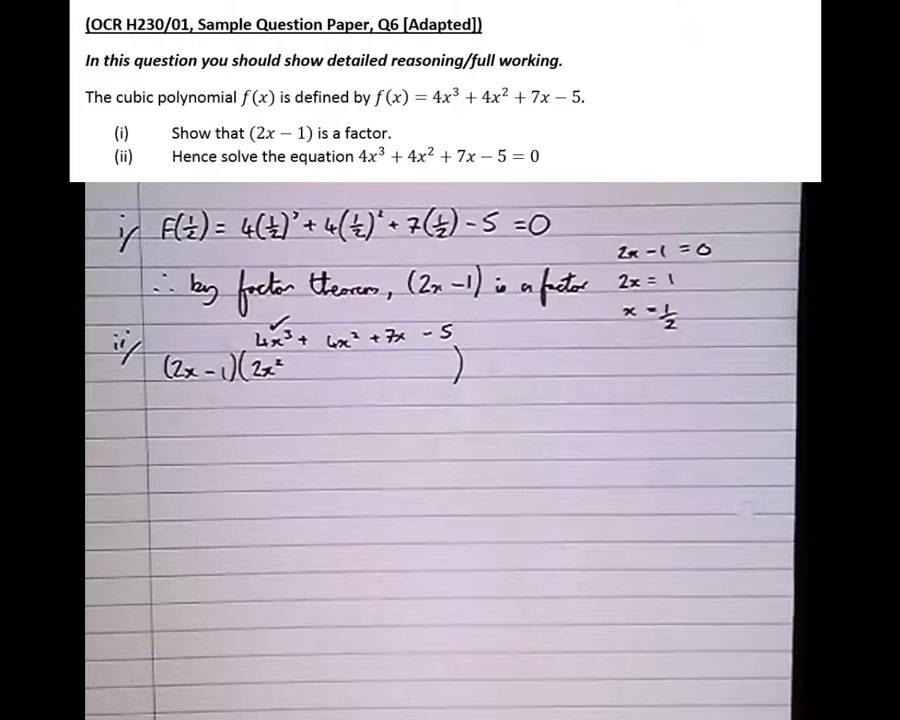 (OCR H230/01, Sample Question Paper, Q6 [Adapted])
In this question you should show detailed reasoning/full working.
The cubic polynomial f(x) is defined by f(x) = 4x³ + 4x² + 7x − 5.
(i) Show that (2x − 1) is a factor.
(ii) Hence solve the equation 4x³ + 4x² + 7x − 5 = 0
i/ F(½) = 4(½)³ + 4(½)² + 7(½) - 5 = 0
2x - 1 = 0
∴ by factor theorem, (2x - 1) is a factor
2x = 1
x = ½
ii/ 4x³ + 4x² + 7x - 5
(2x - 1)(2x² )